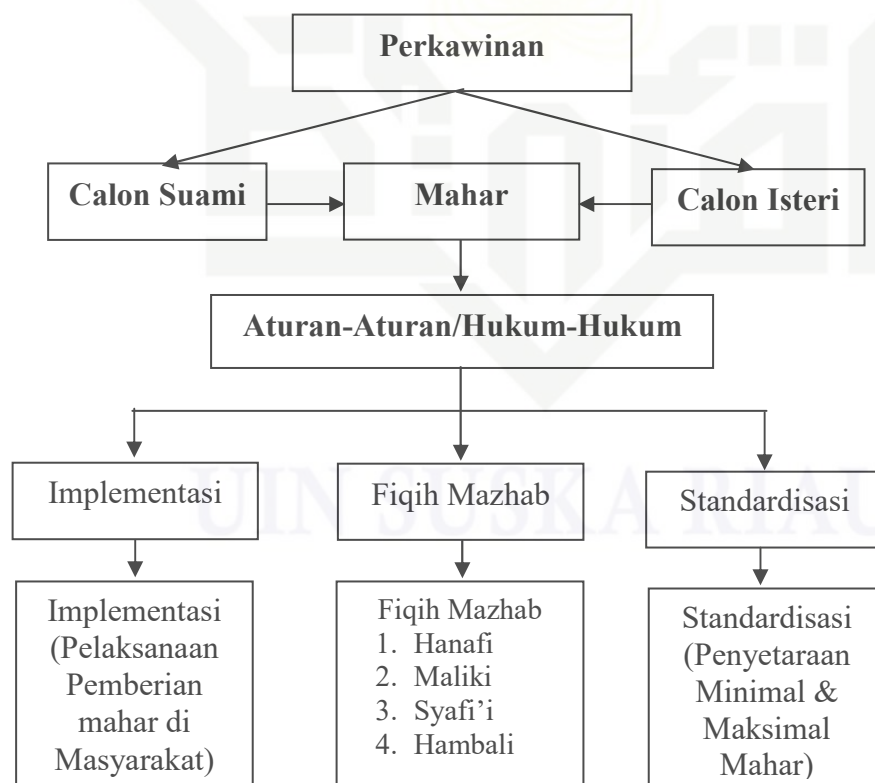 Perkawinan
Calon Suami
Mahar
Calon Isteri
Aturan-Aturan/Hukum-Hukum
Implementasi
Fiqih Mazhab
Standardisasi
Implementasi
(Pelaksanaan
Pemberian
mahar di
Masyarakat)
Fiqih Mazhab
1. Hanafi
2. Maliki
3. Syafi’i
4. Hambali
Standardisasi
(Penyetaraan
Minimal &
Maksimal
Mahar)
UIN SUSKA RIAU